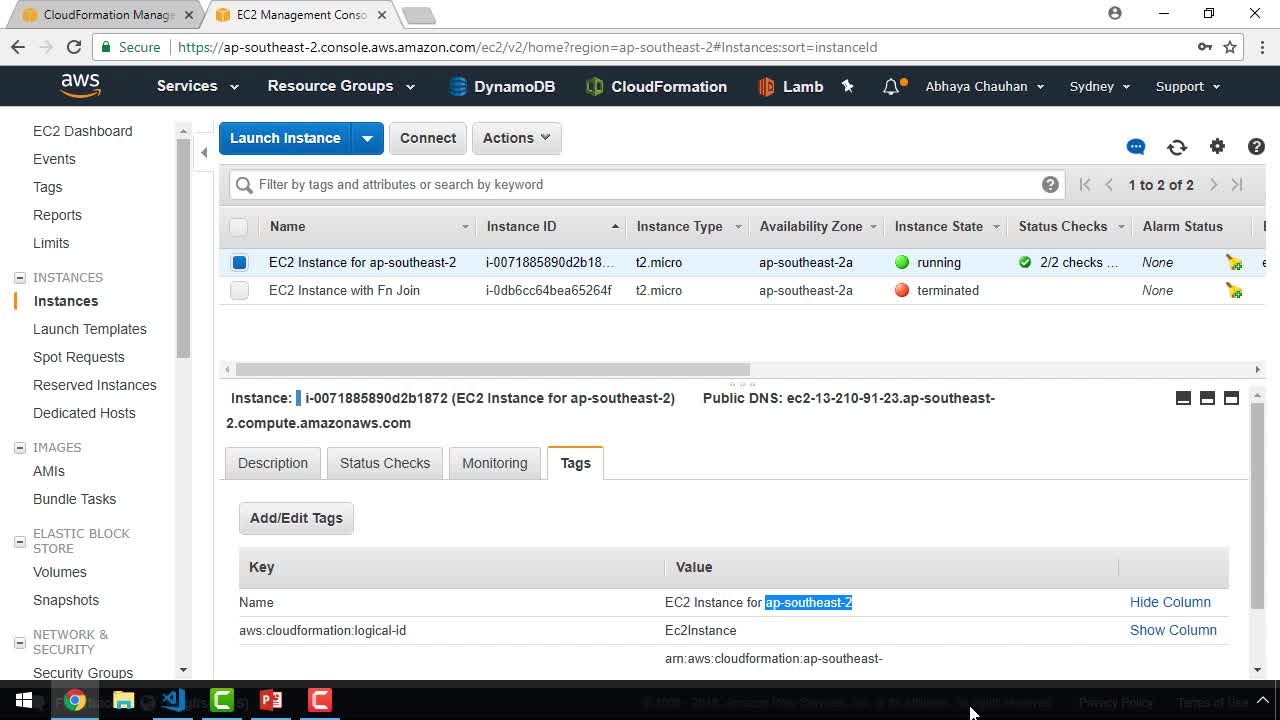 CloudFormation Manage
EC2 Management Conso
Secure
https://ap-southeast-2.console.aws.amazon.com/ec2/v2/home?region=ap-southeast-2#Instances:sort=instanceId
aws
Services
Resource Groups
DynamoDB
CloudFormation
Lamb
Abhaya Chauhan
Sydney
Support
EC2 Dashboard
Events
Tags
Reports
Limits
INSTANCES
Instances
Launch Templates
Spot Requests
Reserved Instances
Dedicated Hosts
IMAGES
AMIs
Bundle Tasks
ELASTIC BLOCK
STORE
Volumes
Snapshots
NETWORK &
SECURITY
Security Groups
Launch Instance
Connect
Actions
Filter by tags and attributes or search by keyword
1 to 2 of 2
Name Instance ID Instance Type Availability Zone Instance State Status Checks Alarm Status
EC2 Instance for ap-southeast-2 i-0071885890d2b18... t2.micro ap-southeast-2a running 2/2 checks ... None
EC2 Instance with Fn Join i-0db6cc64bea65264f t2.micro ap-southeast-2a terminated None
Instance: i-0071885890d2b1872 (EC2 Instance for ap-southeast-2) Public DNS: ec2-13-210-91-23.ap-southeast-
2.compute.amazonaws.com
Description
Status Checks
Monitoring
Tags
Add/Edit Tags
Key Value
Name EC2 Instance for ap-southeast-2 Hide Column
aws:cloudformation:logical-id Ec2Instance Show Column
arn:aws:cloudformation:ap-southeast-
Privacy Policy Terms of Use